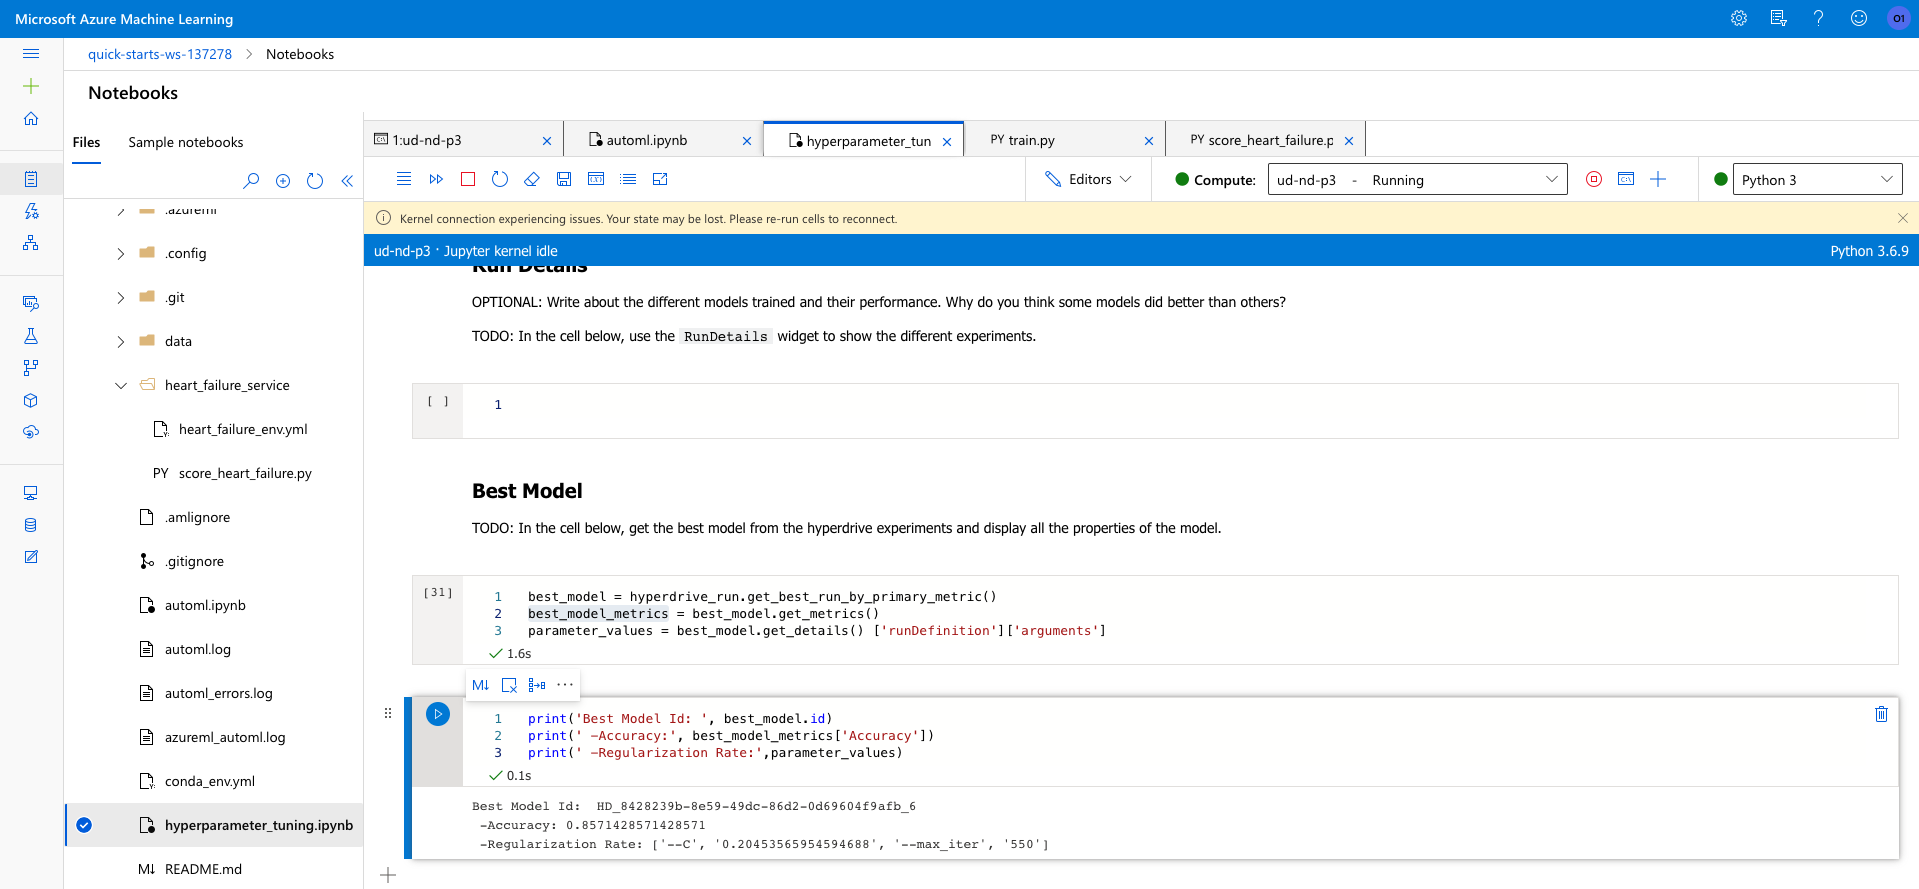 Microsoft Azure Machine Learning
O1
quick-starts-ws-137278 > Notebooks
Notebooks
Files
Sample notebooks
.azureml
.config
.git
data
heart_failure_service
heart_failure_env.yml
PY score_heart_failure.py
.amlignore
.gitignore
automl.ipynb
automl.log
automl_errors.log
azureml_automl.log
conda_env.yml
hyperparameter_tuning.ipynb
M↓ README.md
1:ud-nd-p3
automl.ipynb
hyperparameter_tun
PY train.py
PY score_heart_failure.p
Editors
Compute:
ud-nd-p3 - Running
Python 3
Kernel connection experiencing issues. Your state may be lost. Please re-run cells to reconnect.
ud-nd-p3 · Jupyter kernel idle
Python 3.6.9
Run Details
OPTIONAL: Write about the different models trained and their performance. Why do you think some models did better than others?
TODO: In the cell below, use the RunDetails widget to show the different experiments.
[ ]
1
Best Model
TODO: In the cell below, get the best model from the hyperdrive experiments and display all the properties of the model.
[31]
1 best_model = hyperdrive_run.get_best_run_by_primary_metric()
2 best_model_metrics = best_model.get_metrics()
3 parameter_values = best_model.get_details() ['runDefinition']['arguments']
1.6s
M↓ ···
1 print('Best Model Id: ', best_model.id)
2 print(' -Accuracy:', best_model_metrics['Accuracy'])
3 print(' -Regularization Rate:',parameter_values)
0.1s
Best Model Id:  HD_8428239b-8e59-49dc-86d2-0d69604f9afb_6
-Accuracy: 0.8571428571428571
-Regularization Rate: ['--C', '0.20453565954594688', '--max_iter', '550']